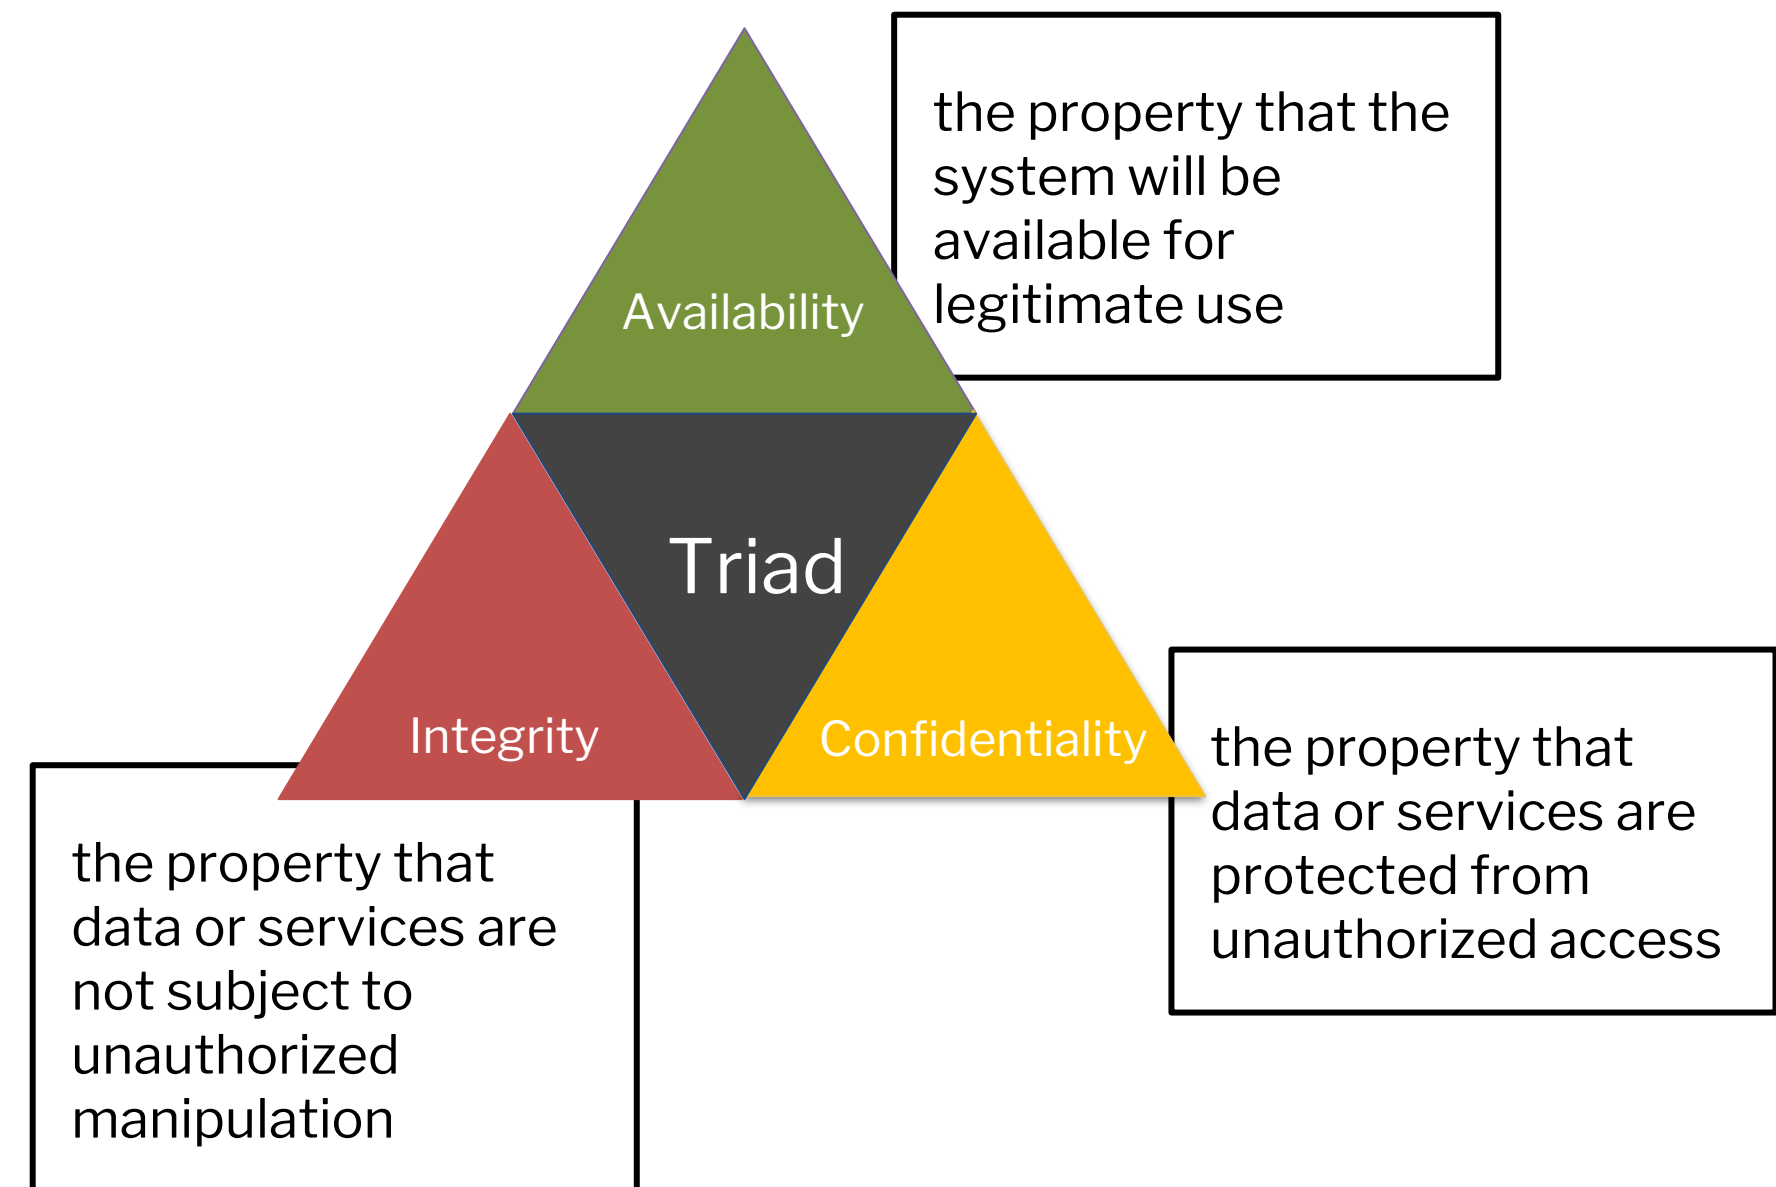 the property that the
system will be
available for
legitimate use
Availability
Triad
Integrity
Confidentiality
the property that
data or services are
protected from
unauthorized access
the property that
data or services are
not subject to
unauthorized
manipulation